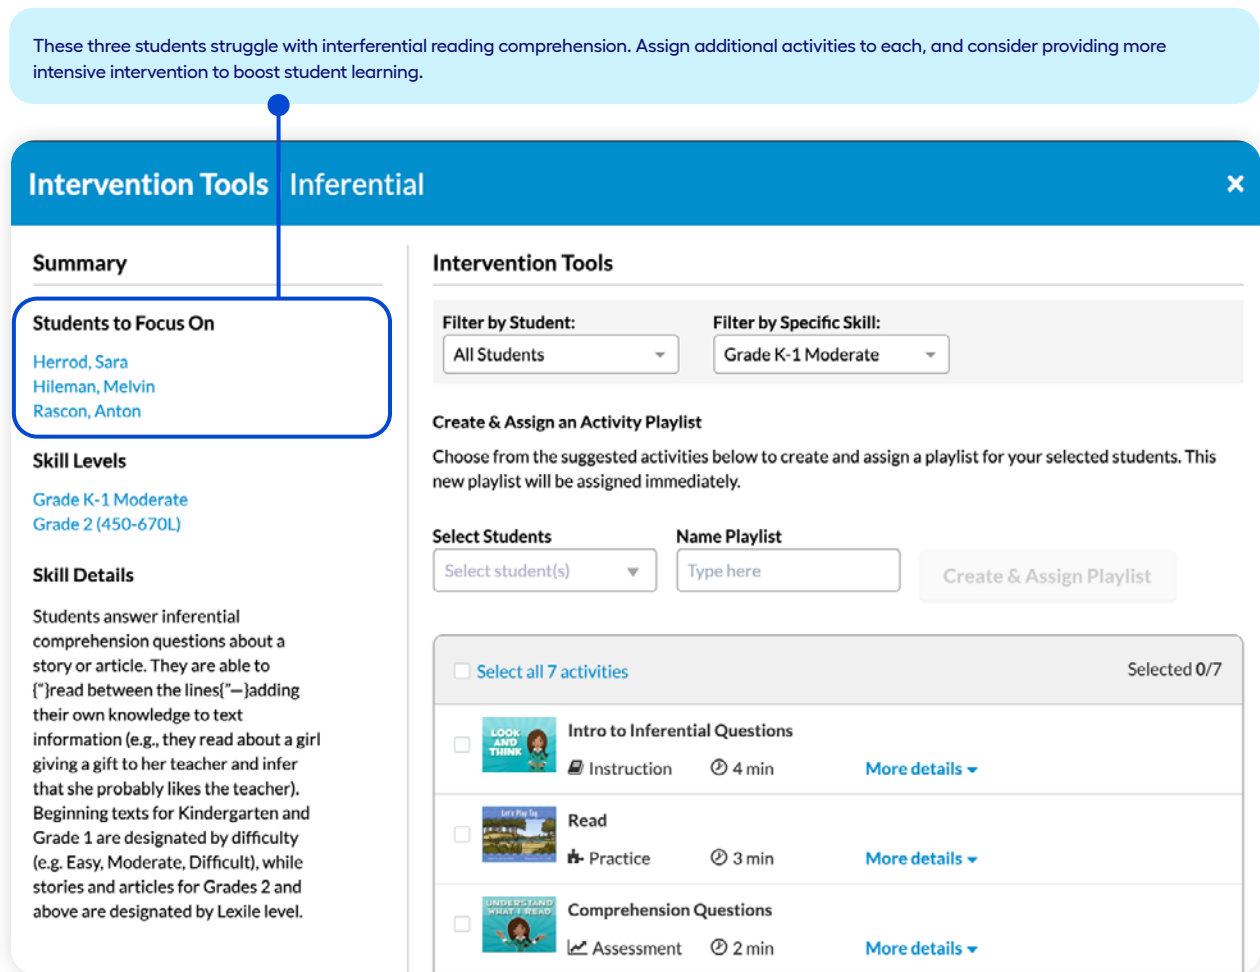 These three students struggle with interferential reading comprehension. Assign additional activities to each, and consider providing more
intensive intervention to boost student learning.
Intervention Tools Inferential
Summary
Students to Focus On
Herrod, Sara
Hileman, Melvin
Rascon, Anton
Skill Levels
Grade K-1 Moderate
Grade 2 (450-670L)
Skill Details
Students answer inferential
comprehension questions about a
story or article. They are able to
{"}read between the lines{"—}adding
their own knowledge to text
information (e.g., they read about a girl
giving a gift to her teacher and infer
that she probably likes the teacher).
Beginning texts for Kindergarten and
Grade 1 are designated by difficulty
(e.g. Easy, Moderate, Difficult), while
stories and articles for Grades 2 and
above are designated by Lexile level.
Intervention Tools
Filter by Student:
All Students
Filter by Specific Skill:
Grade K-1 Moderate
Create & Assign an Activity Playlist
Choose from the suggested activities below to create and assign a playlist for your selected students. This
new playlist will be assigned immediately.
Select Students
Select student(s)
Name Playlist
Type here
Create & Assign Playlist
Select all 7 activities
Selected 0/7
LOOK
AND
THINK
Intro to Inferential Questions
Instruction
4 min
More details
Let's Play Tag
Read
Practice
3 min
More details
UNDERSTAND
WHAT I READ
Comprehension Questions
Assessment
2 min
More details